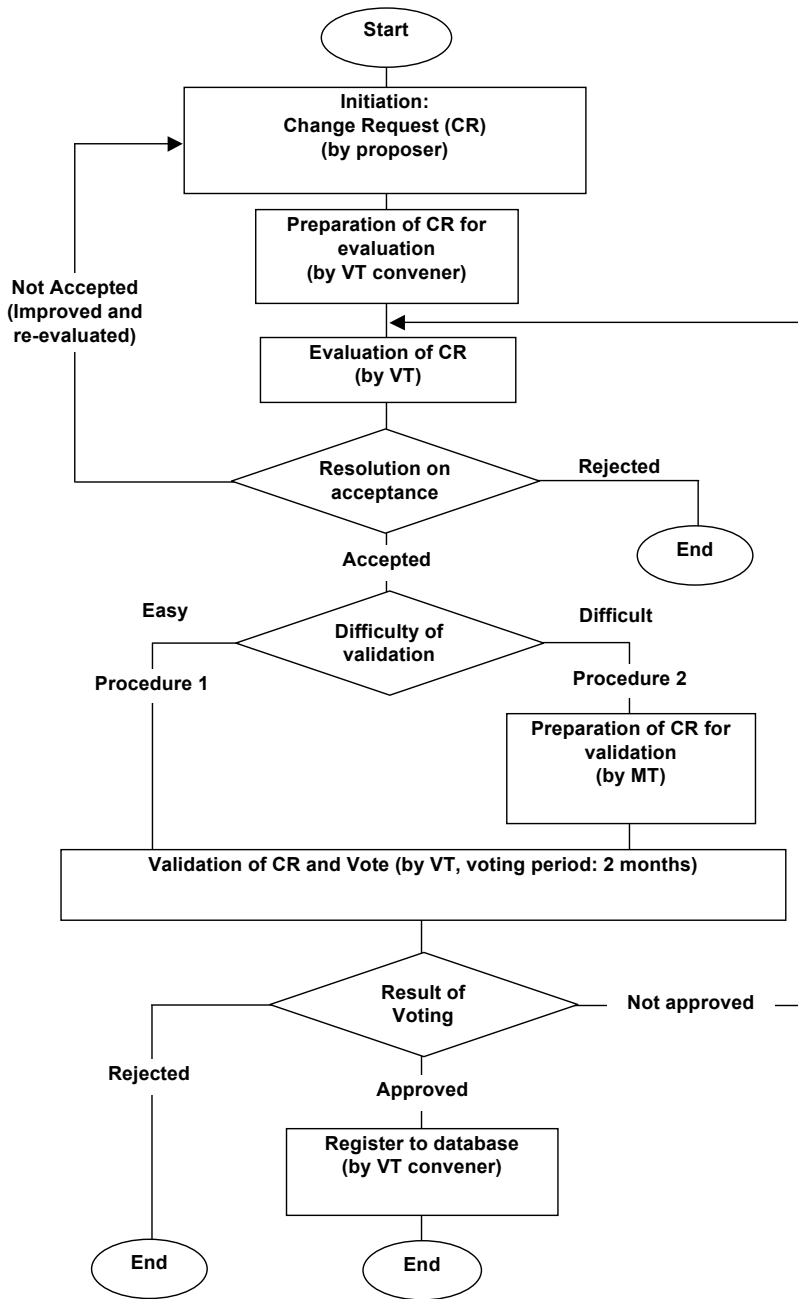 Start
Initiation:
Change Request (CR)
(by proposer)
Preparation of CR for
evaluation
(by VT convener)
Not Accepted
(Improved and
re-evaluated)
Evaluation of CR
(by VT)
Resolution on
acceptance
Rejected
End
Accepted
Easy
Difficulty of
validation
Difficult
Procedure 1
Procedure 2
Preparation of CR for
validation
(by MT)
Validation of CR and Vote (by VT, voting period: 2 months)
Result of
Voting
Not approved
Rejected
Approved
Register to database
(by VT convener)
End
End